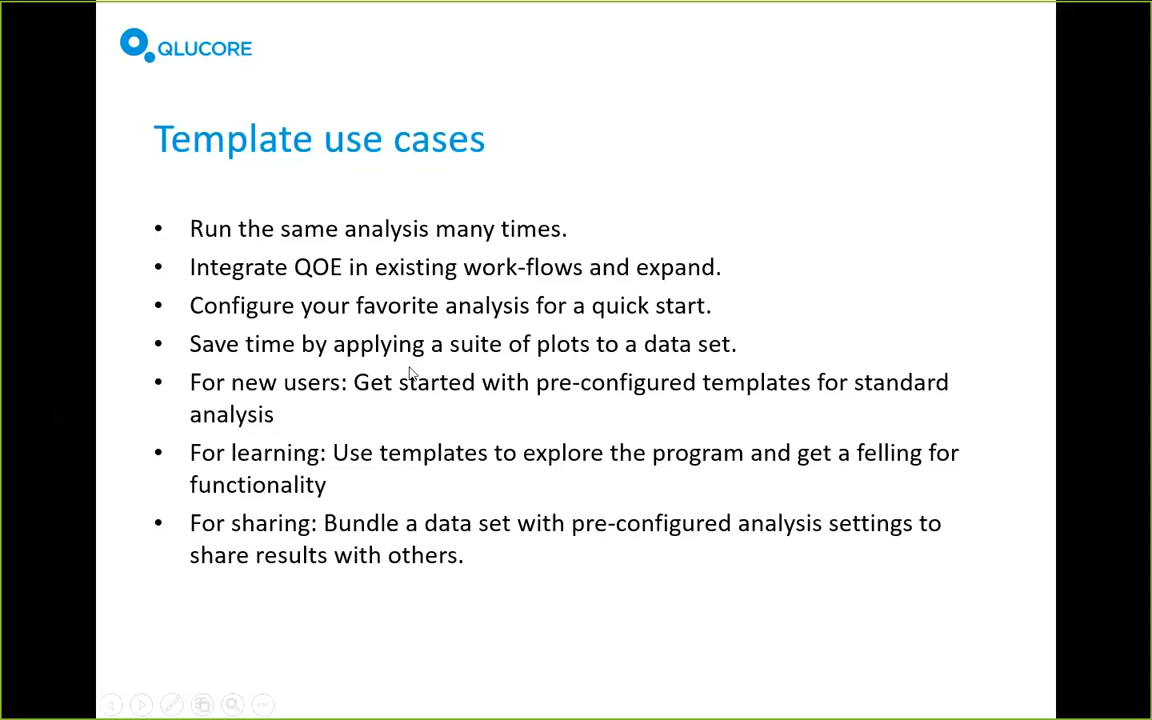 QLUCORE
Template use cases
• Run the same analysis many times.
• Integrate QOE in existing work-flows and expand.
• Configure your favorite analysis for a quick start.
• Save time by applying a suite of plots to a data set.
• For new users: Get started with pre-configured templates for standard
analysis
• For learning: Use templates to explore the program and get a felling for
functionality
• For sharing: Bundle a data set with pre-configured analysis settings to
share results with others.